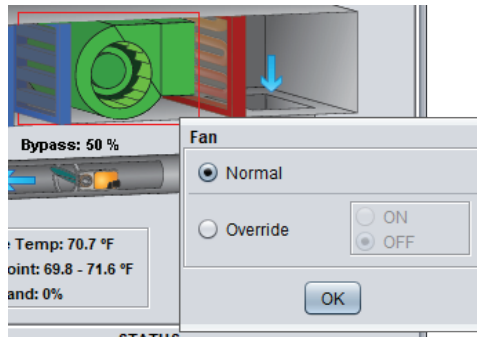 Bypass: 50 %
Fan
Normal
ON
Override
OFF
Temp: 70.7 °F
oint: 69.8 - 71.6 °F
and: 0%
OK